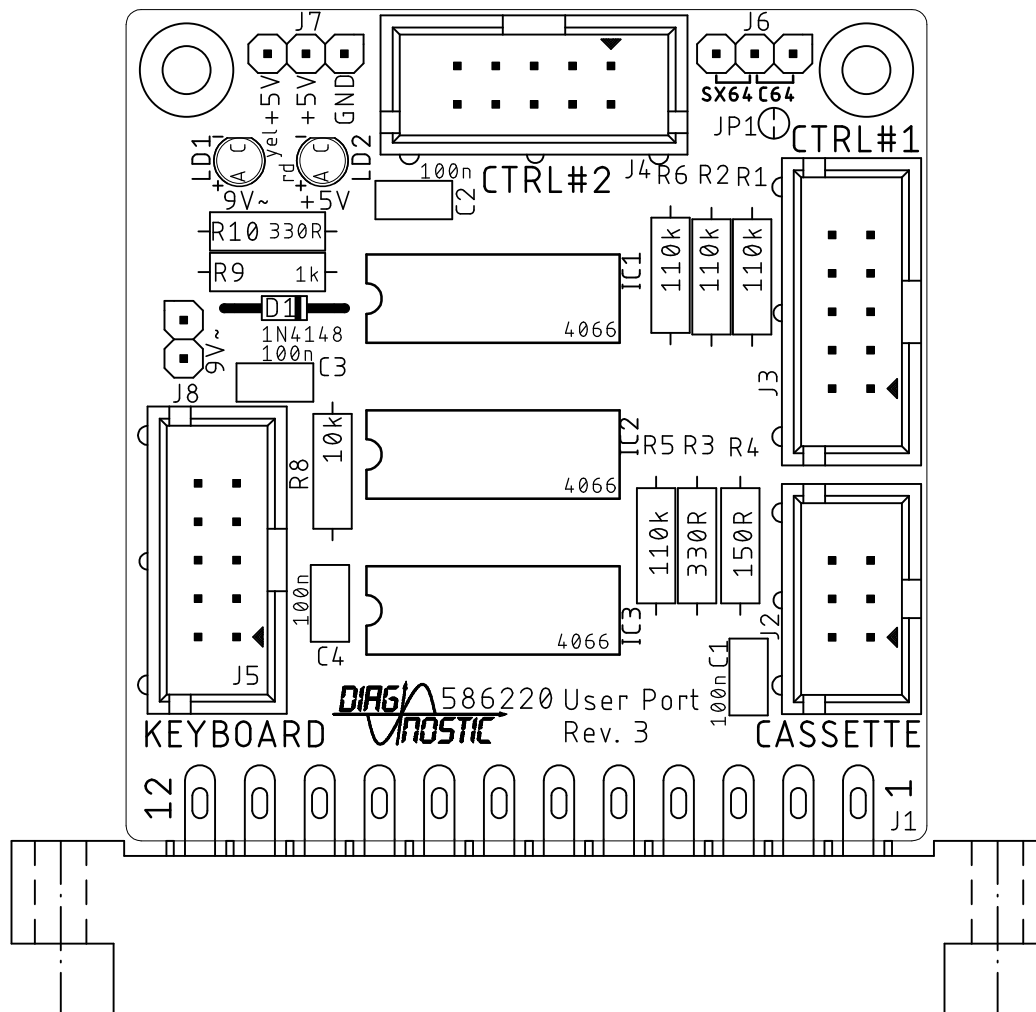 J7
J6
+5V
+5V
GND
SX64 C64
JP1
CTRL#1
LD1
yel
rd
LD2
C
A
C
A
+
+
9V~
+5V
100n
C2
CTRL#2
J4
R6
R2
R1
R10 330R
R9 1k
D1
1N4148
IC1
4066
110k
110k
110k
9V~
J8
100n
C3
J3
R8
10k
IC2
4066
R5
R3
R4
110k
330R
150R
100n
C4
IC3
4066
J2
C1
100n
J5
KEYBOARD
DIAGNOSTIC
586220 User Port
Rev. 3
CASSETTE
12
1
J1